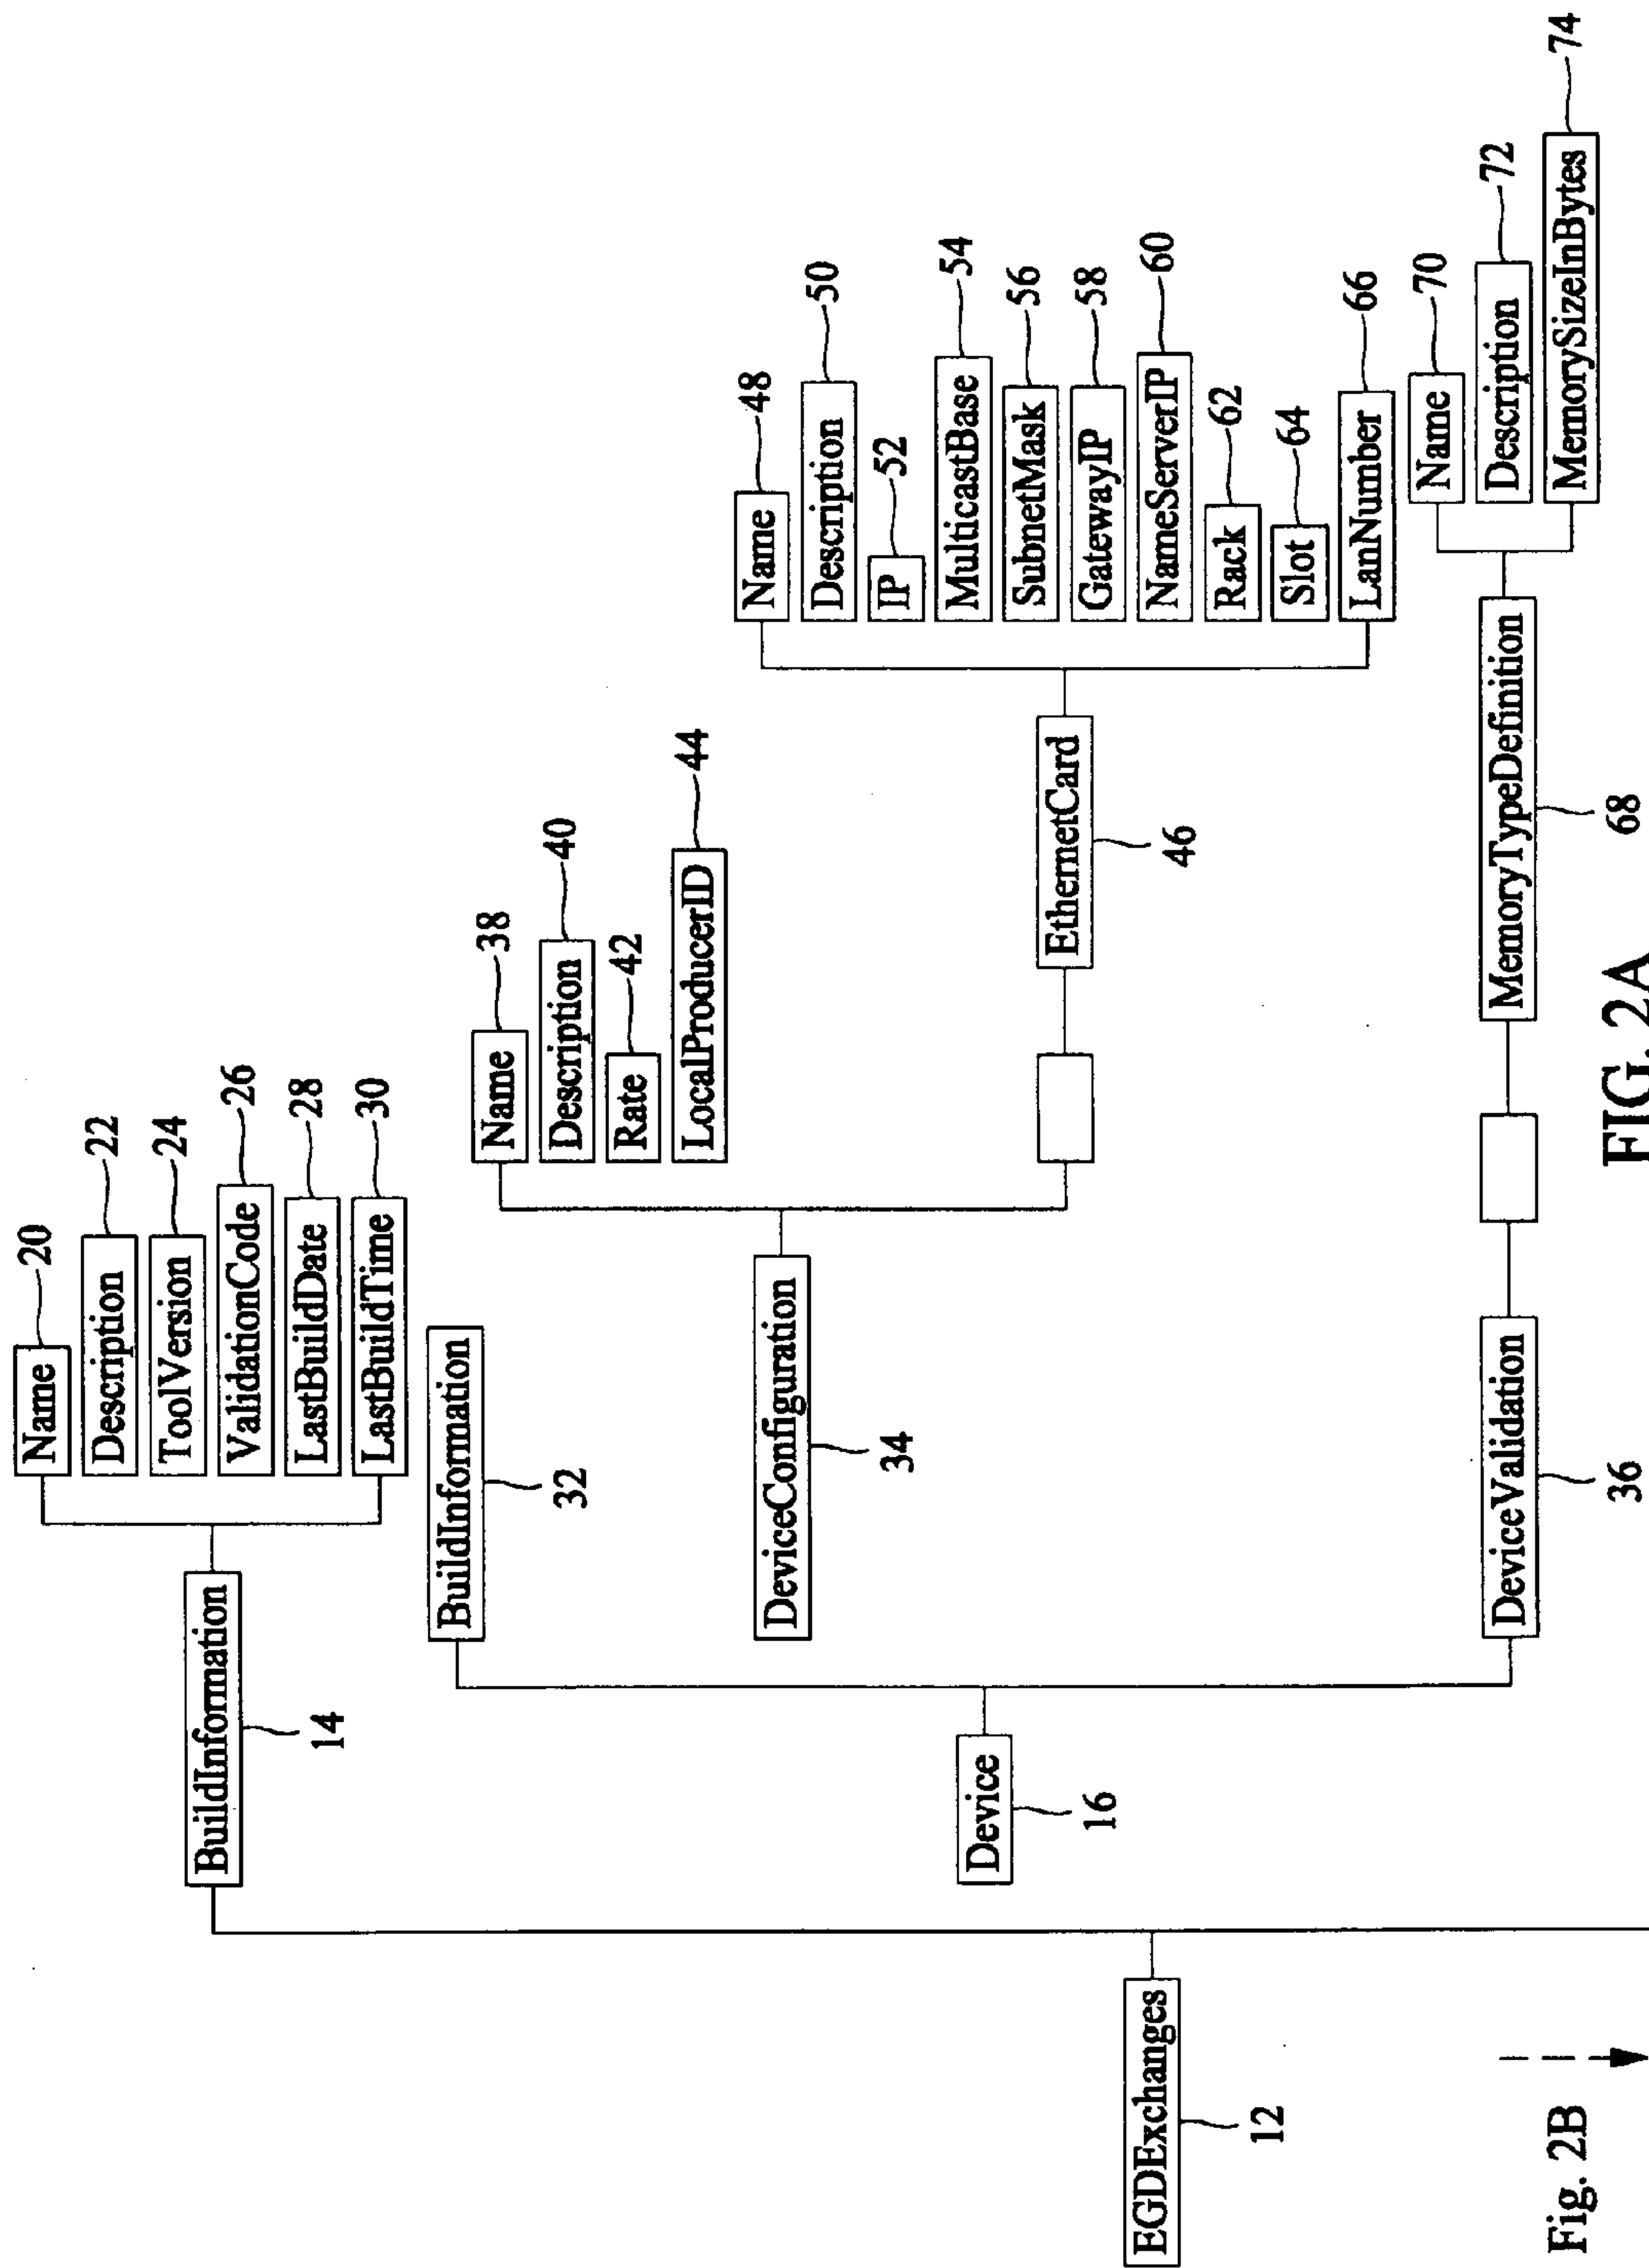 Name 20
Description 22
ToolVersion 24
ValidationCode 26
LastBuildDate 28
LastBuildTime 30
BuildInformation
14
BuildInformation
32
Name 38
Description 40
Rate 42
LocalProducerID 44
DeviceConfiguration
34
Name 48
Description 50
IP 52
MulticastBase 54
SubnetMask 56
GatewayIP 58
NameServerIP 60
Rack 62
Slot 64
LanNumber 66
EthernetCard
46
Device
16
EGDExchanges
12
Name 70
Description 72
MemorySizeInBytes 74
MemoryTypeDefinition
68
DeviceValidation
36
Fig. 2B
FIG. 2A